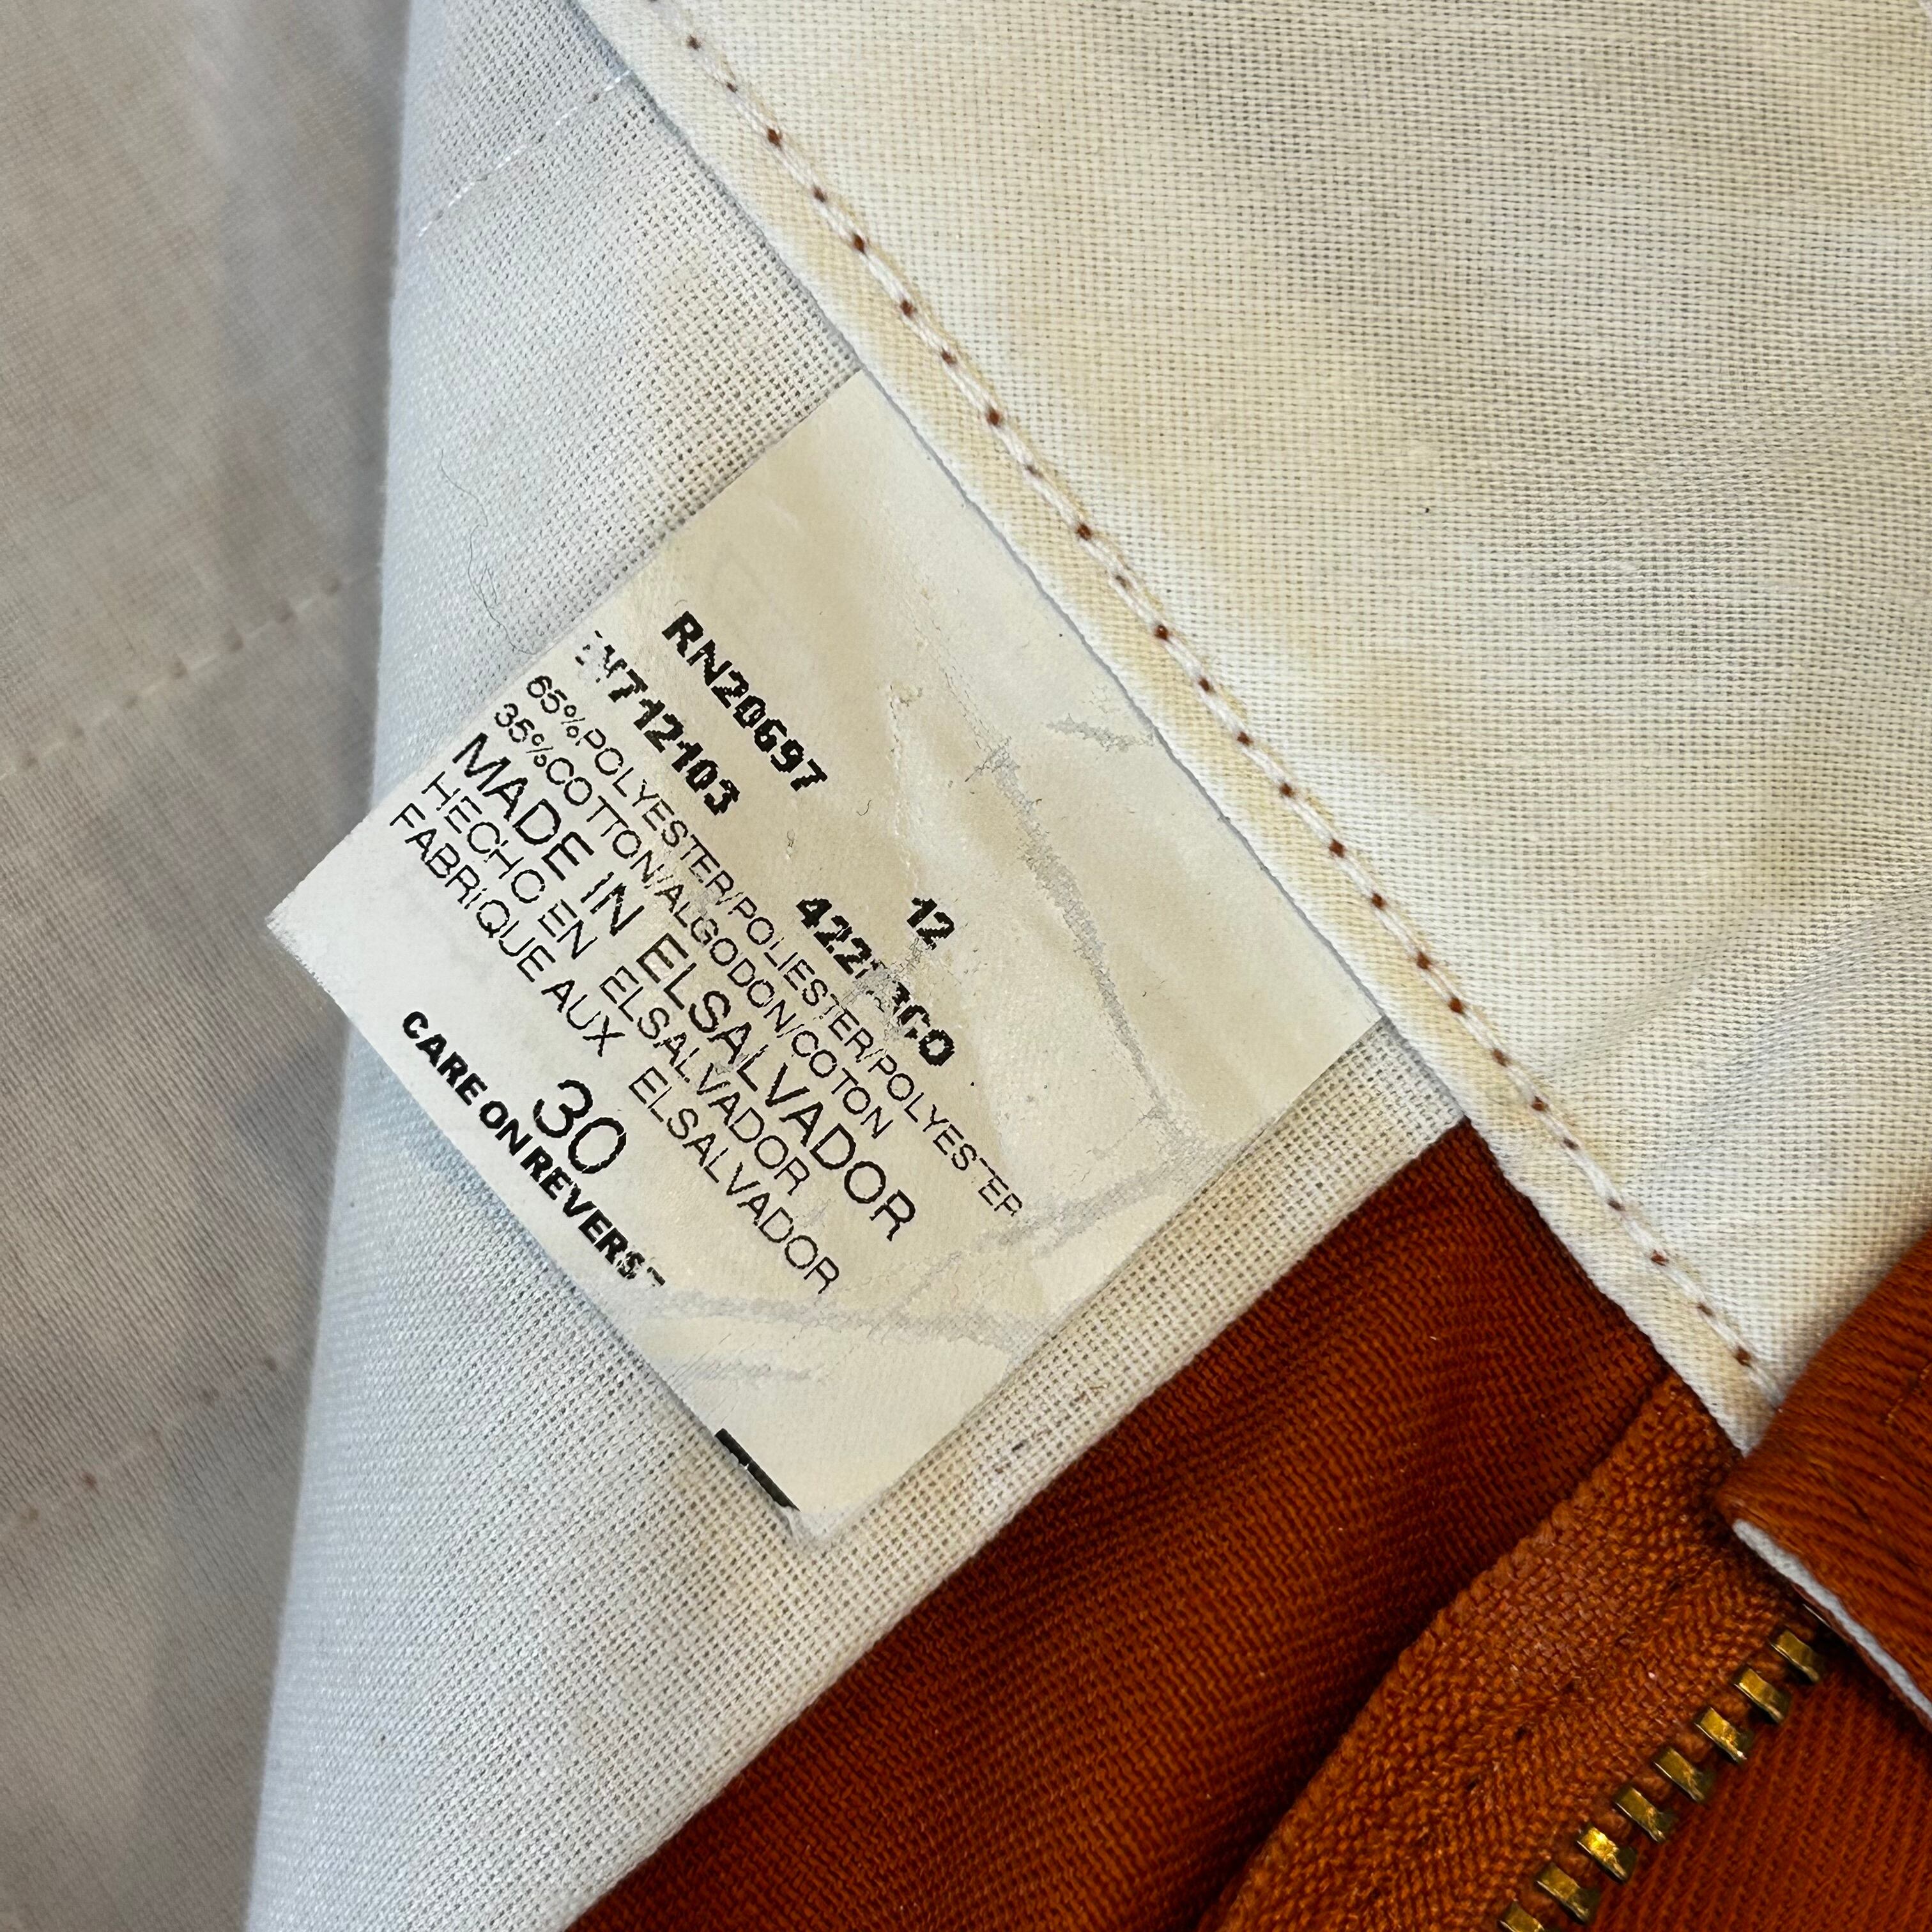 RN20697 12
712103
65%POLYESTER/POLIESTER/POLYESTER
35%COTTON/ALGODON/COTON
MADE IN ELSALVADOR
HECHO EN ELSALVADOR
FABRIQUE AUX ELSALVADOR
30
CARE ON REVERSE